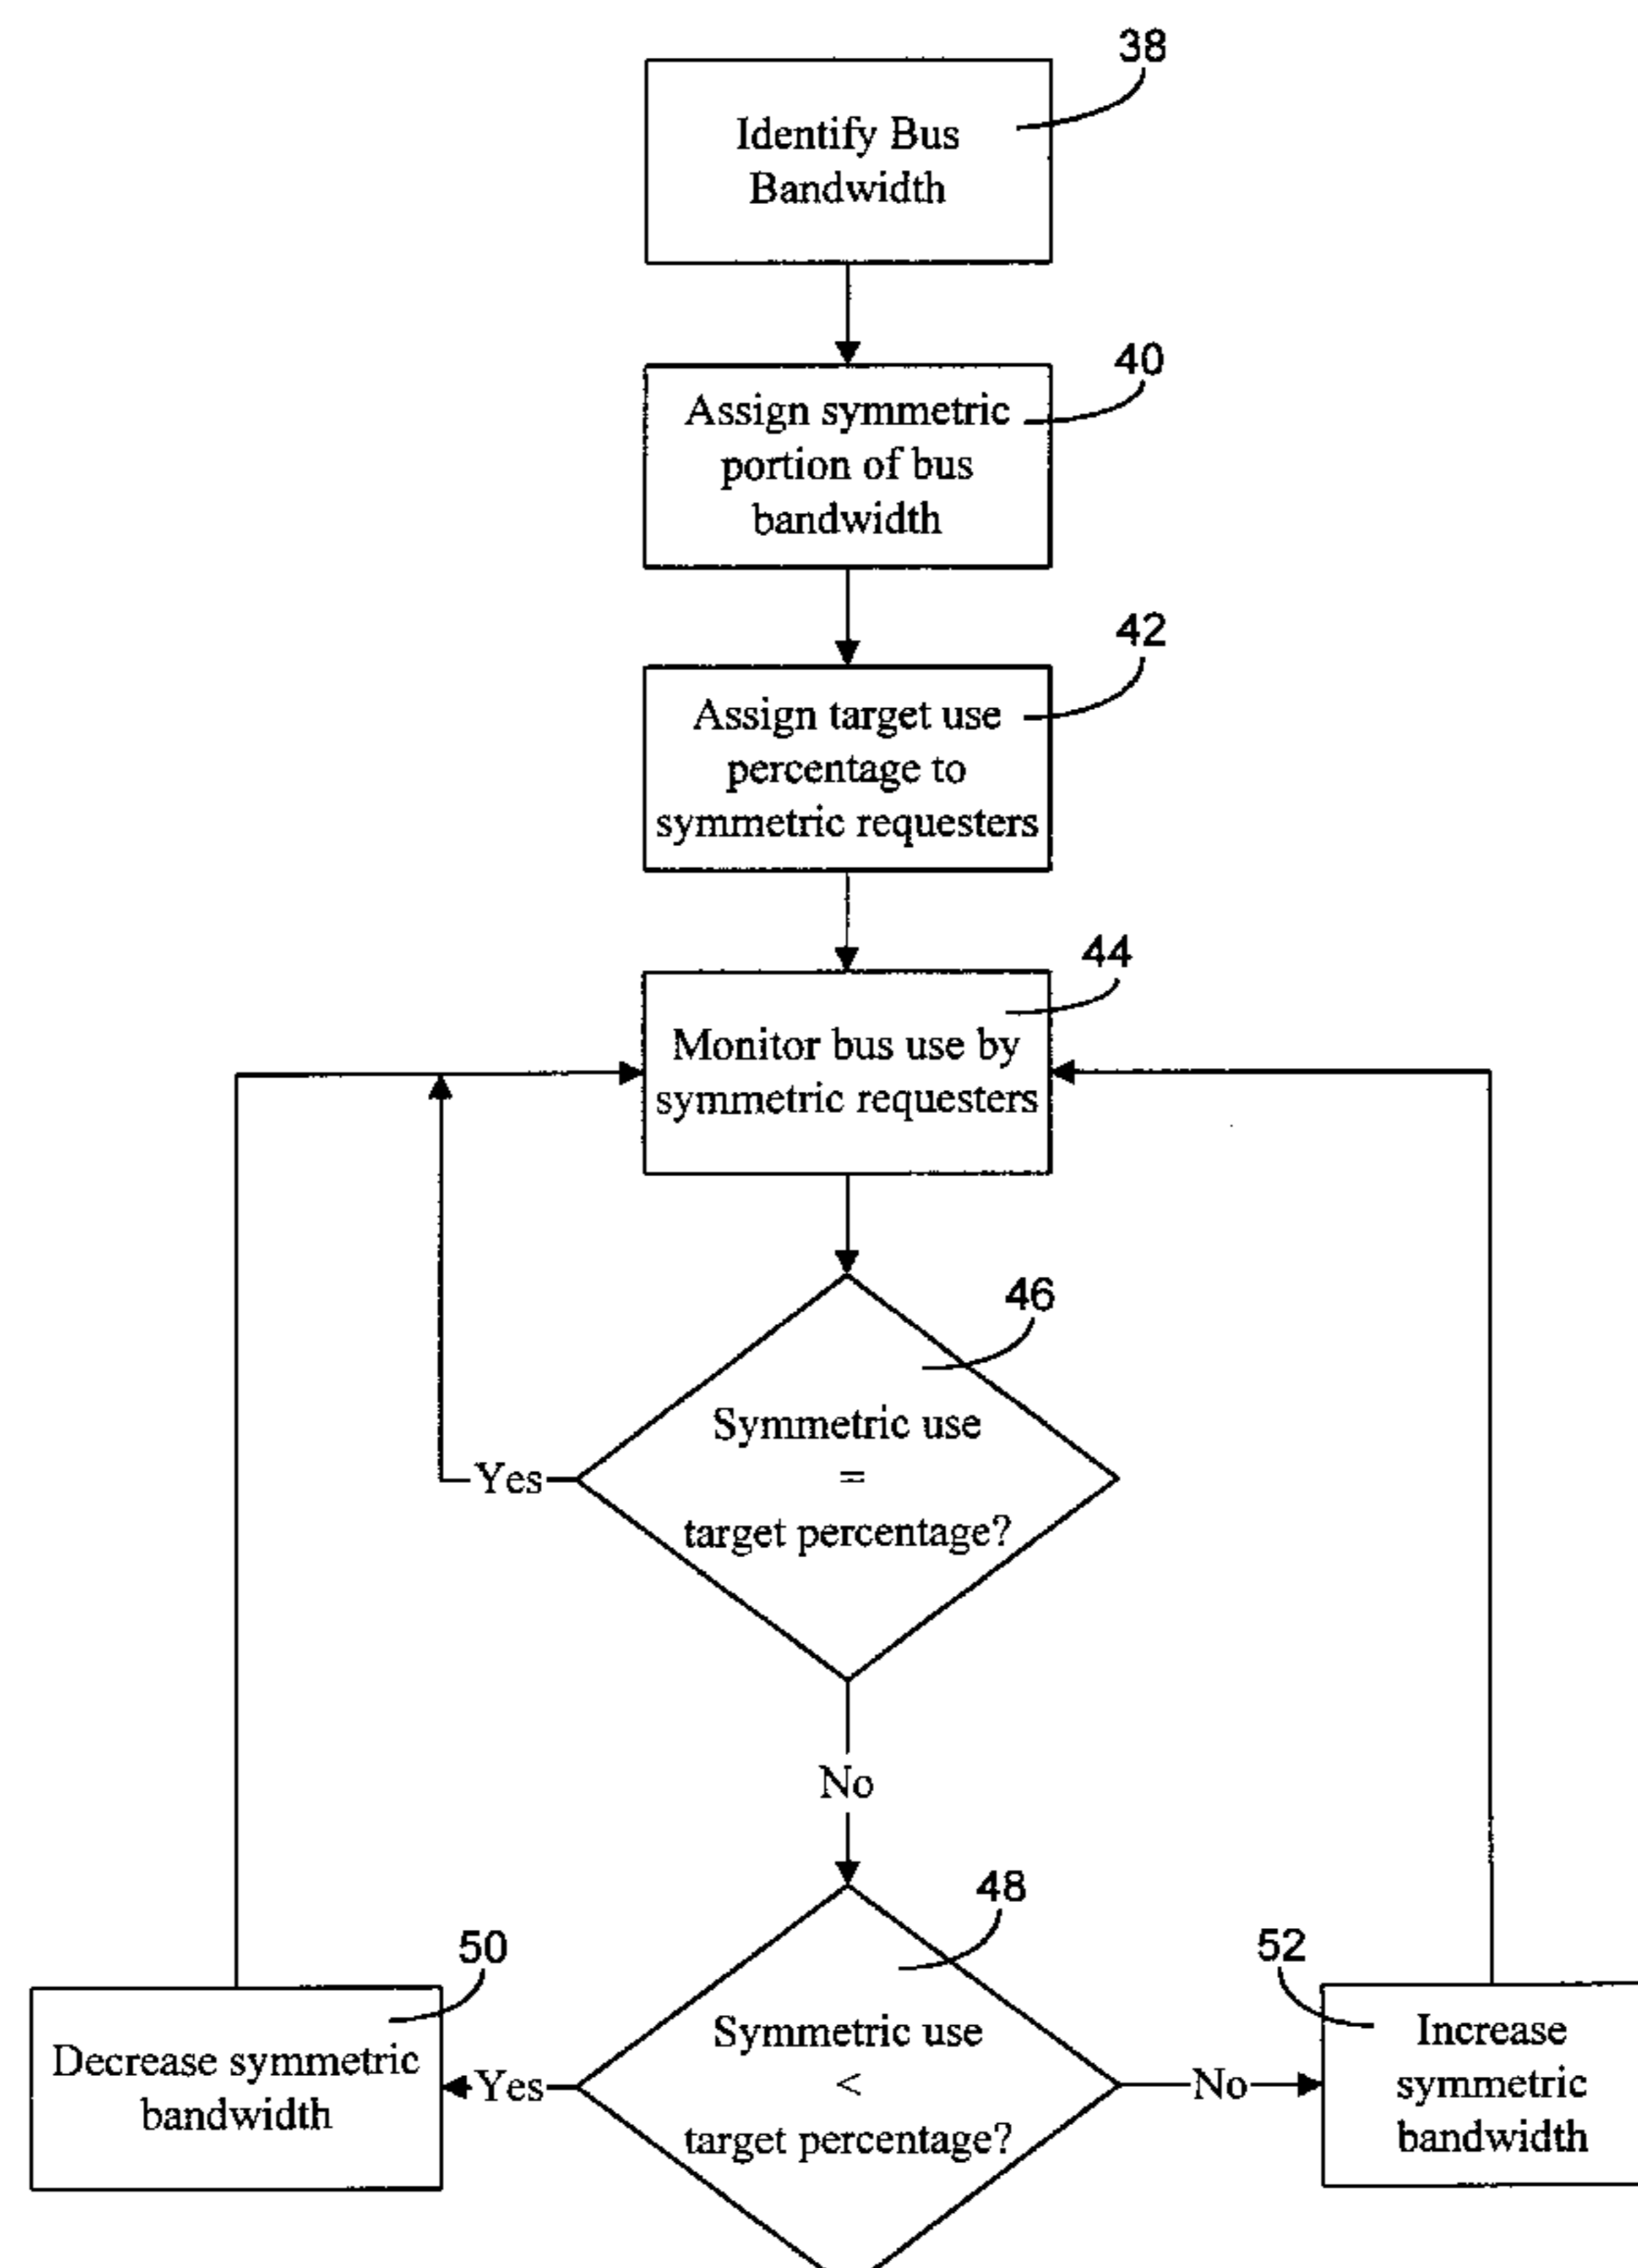 38
Identify Bus
Bandwidth
40
Assign symmetric
portion of bus
bandwidth
42
Assign target use
percentage to
symmetric requesters
44
Monitor bus use by
symmetric requesters
46
Symmetric use
=
target percentage?
Yes
No
48
50
52
Symmetric use
<
target percentage?
Decrease symmetric
bandwidth
Yes
No
Increase
symmetric
bandwidth